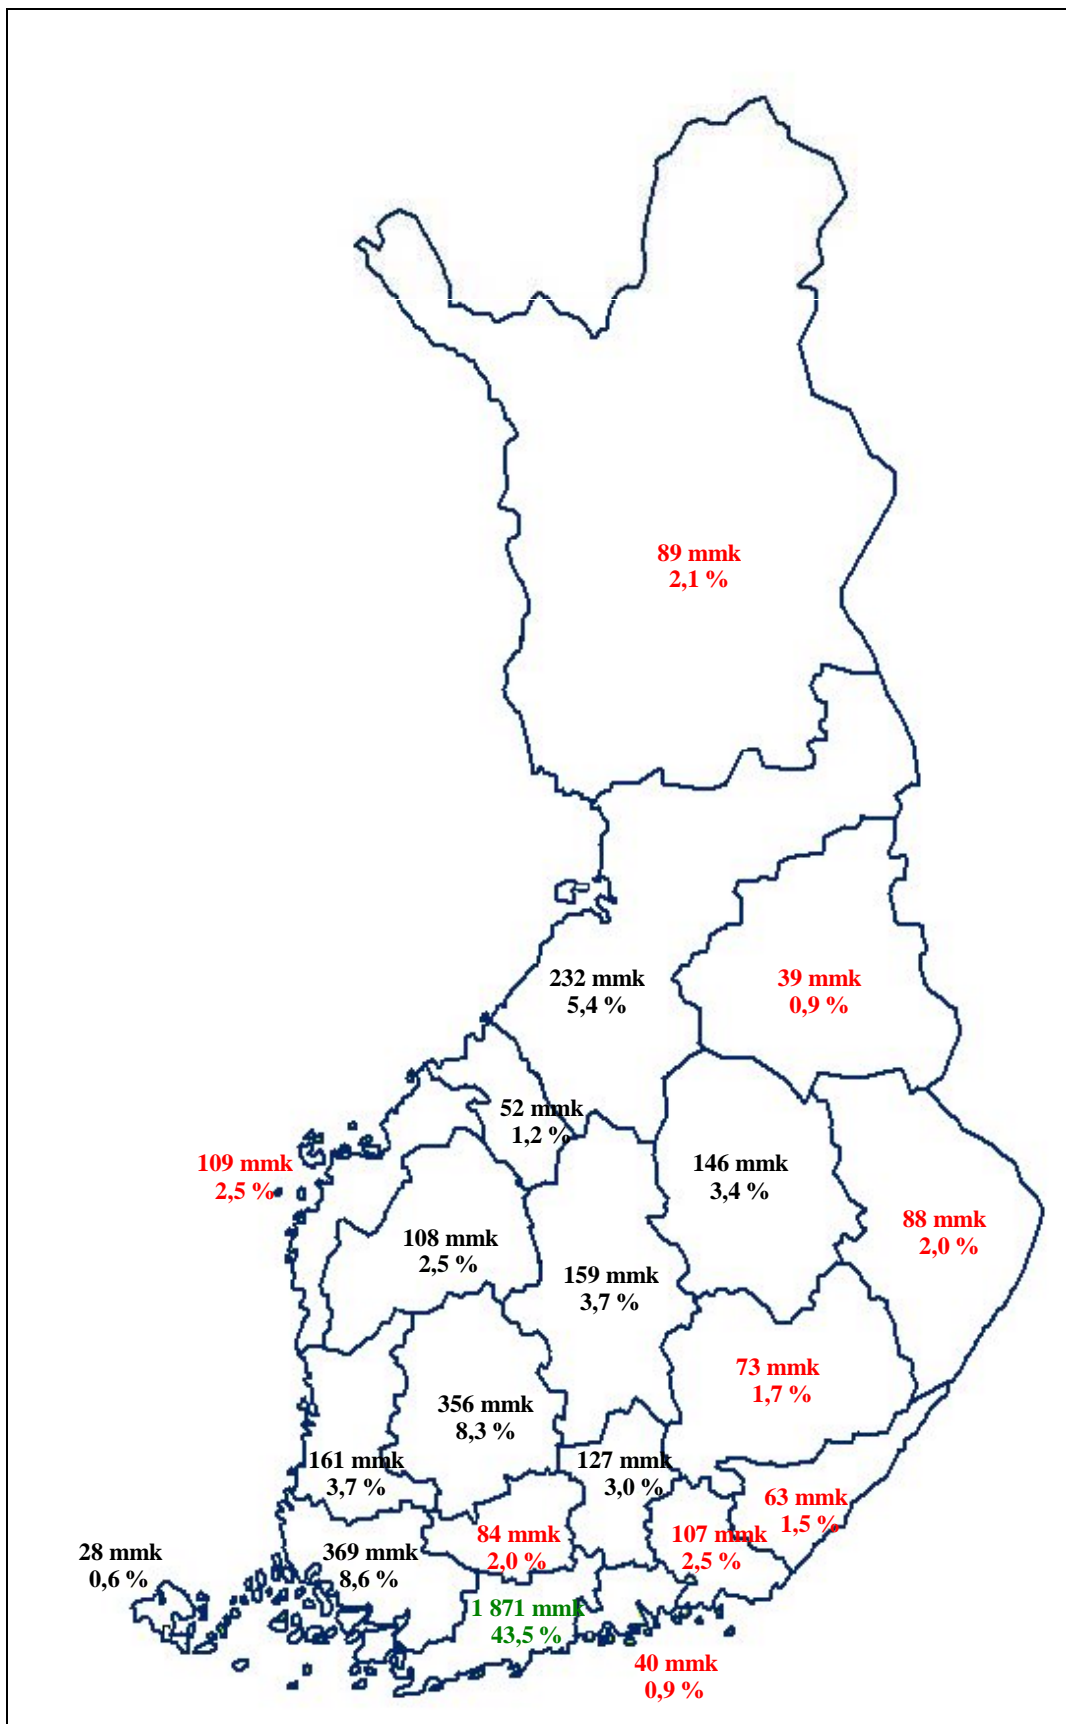 89 mmk
2,1 %
232 mmk
5,4 %
39 mmk
0,9 %
52 mmk
1,2 %
109 mmk
2,5 %
146 mmk
3,4 %
88 mmk
2,0 %
108 mmk
2,5 %
159 mmk
3,7 %
73 mmk
1,7 %
356 mmk
8,3 %
161 mmk
3,7 %
127 mmk
3,0 %
63 mmk
1,5 %
84 mmk
2,0 %
107 mmk
2,5 %
28 mmk
0,6 %
369 mmk
8,6 %
1 871 mmk
43,5 %
40 mmk
0,9 %